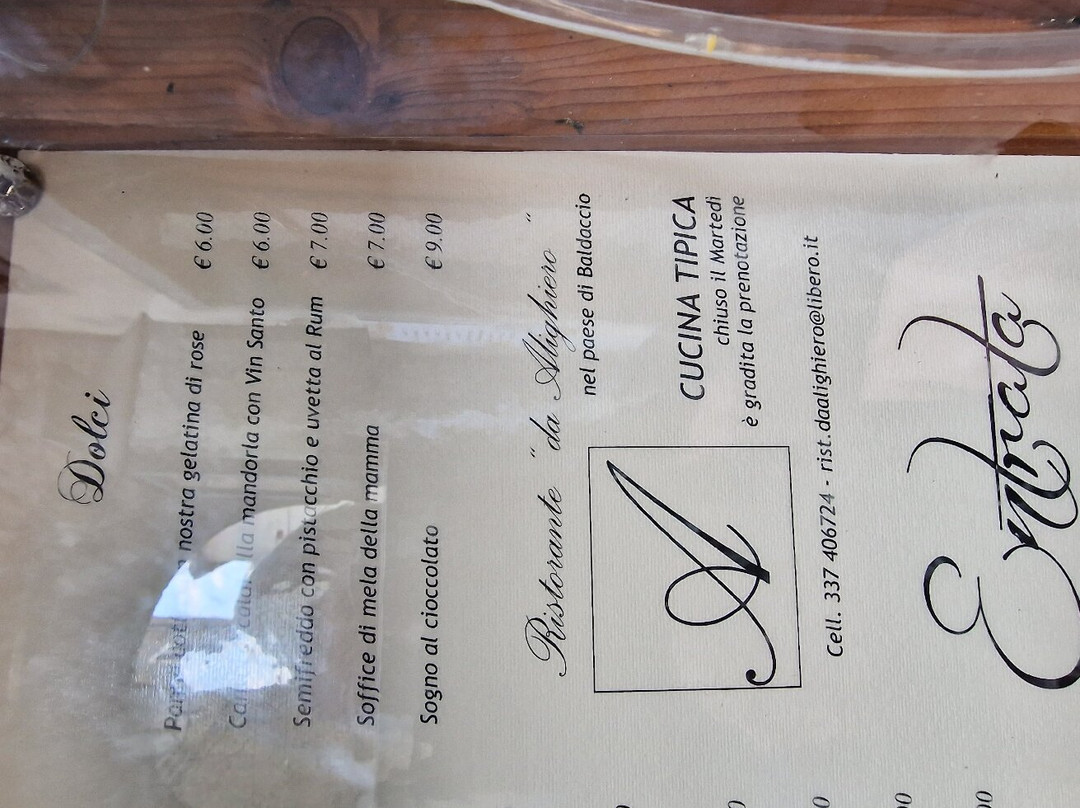 Dolci
nostra gelatina di rose € 6.00
alla mandorla con Vin Santo € 6.00
Semifreddo con pistacchio e uvetta al Rum € 7.00
Soffice di mela della mamma € 7.00
Sogno al cioccolato € 9.00
Ristorante “da Alighiero“
nel paese di Baldaccio
CUCINA TIPICA
chiuso il Martedi
è gradita la prenotazione
A
Cell. 337 406724 - rist.daalighiero@libero.it
Entrata